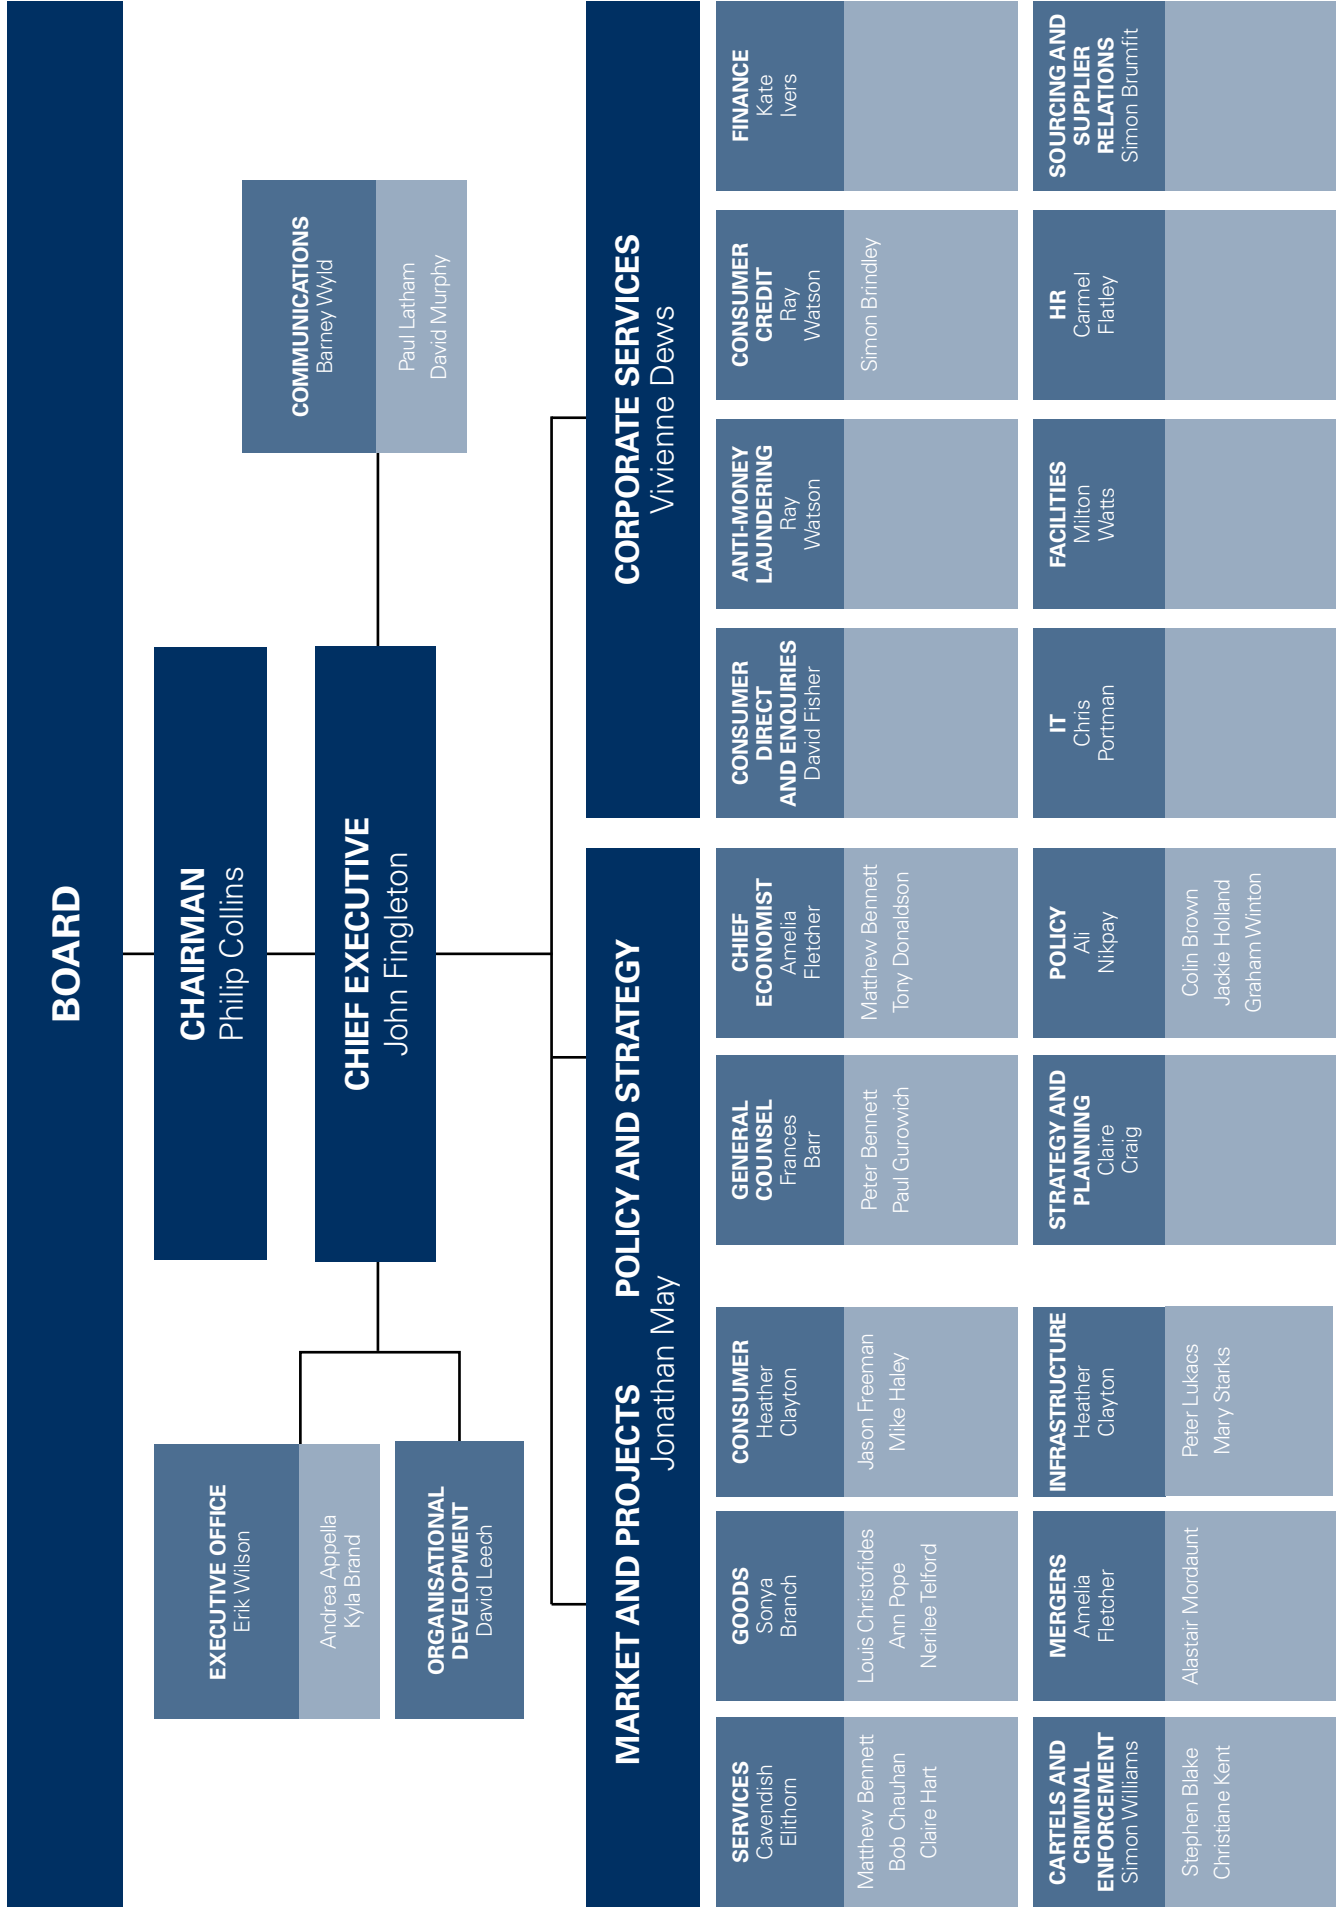 BOARD
CHAIRMAN
Philip Collins
CHIEF EXECUTIVE
John Fingleton
EXECUTIVE OFFICE
Erik Wilson
Andrea Appella
Kyla Brand
ORGANISATIONAL
DEVELOPMENT
David Leech
COMMUNICATIONS
Barney Wyld
Paul Latham
David Murphy
MARKET AND PROJECTS
POLICY AND STRATEGY
Jonathan May
CORPORATE SERVICES
Vivienne Dews
SERVICES
Cavendish
Elithorn
Matthew Bennett
Bob Chauhan
Claire Hart
GOODS
Sonya
Branch
Louis Christofides
Ann Pope
Nerilee Telford
CONSUMER
Heather
Clayton
Jason Freeman
Mike Haley
GENERAL
COUNSEL
Frances
Barr
Peter Bennett
Paul Gurowich
CHIEF
ECONOMIST
Amelia
Fletcher
Matthew Bennett
Tony Donaldson
CONSUMER
DIRECT
AND ENQUIRIES
David Fisher
ANTI-MONEY
LAUNDERING
Ray
Watson
CONSUMER
CREDIT
Ray
Watson
Simon Brindley
FINANCE
Kate
Ivers
CARTELS AND
CRIMINAL
ENFORCEMENT
Simon Williams
Stephen Blake
Christiane Kent
MERGERS
Amelia
Fletcher
Alastair Mordaunt
INFRASTRUCTURE
Heather
Clayton
Peter Lukacs
Mary Starks
STRATEGY AND
PLANNING
Claire
Craig
POLICY
Ali
Nikpay
Colin Brown
Jackie Holland
Graham Winton
IT
Chris
Portman
FACILITIES
Milton
Watts
HR
Carmel
Flatley
SOURCING AND
SUPPLIER
RELATIONS
Simon Brumfit